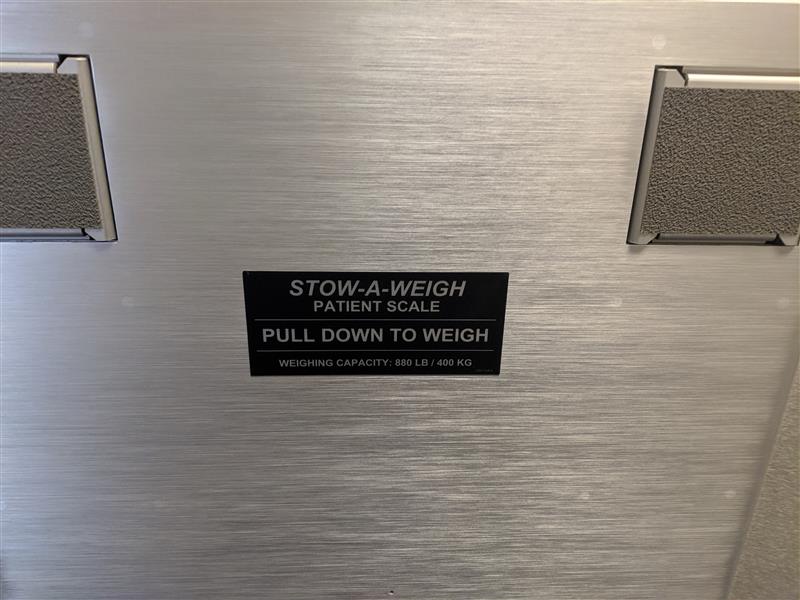 STOW-A-WEIGH
PATIENT SCALE
PULL DOWN TO WEIGH
WEIGHING CAPACITY: 880 LB / 400 KG